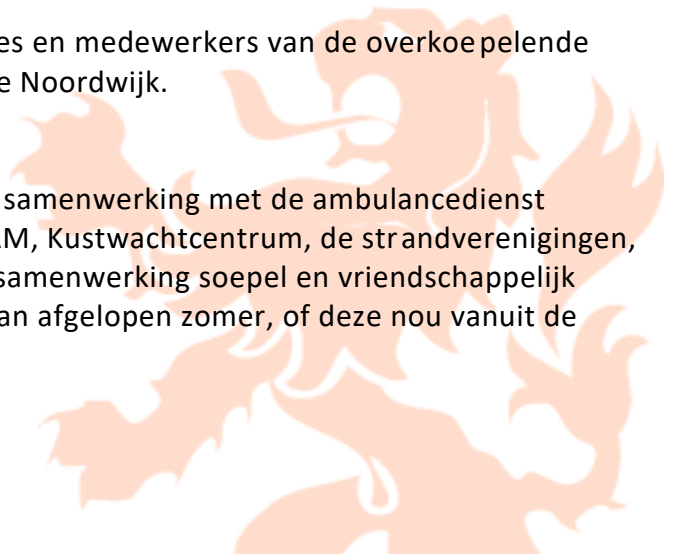 es en medewerkers van de overkoepelende
e Noordwijk.
samenwerking met de ambulancedienst
AM, Kustwachtcentrum, de strandverenigingen,
samenwerking soepel en vriendschappelijk
an afgelopen zomer, of deze nou vanuit de